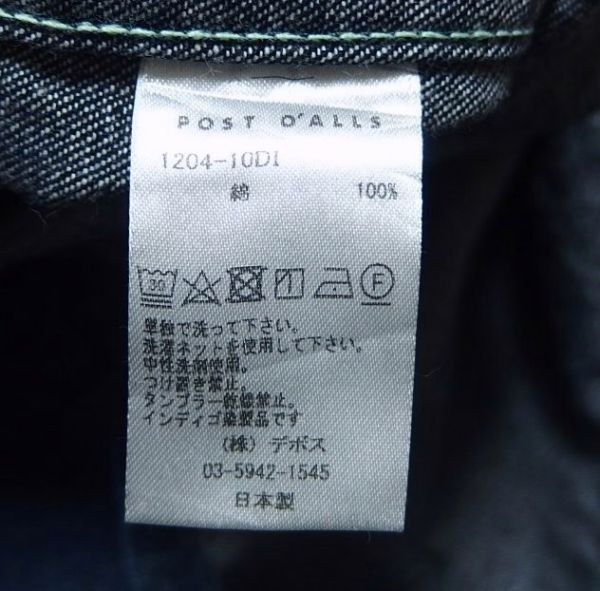 POST O'ALLS
1204-10DI
綿 100%
30 F
単独で洗って下さい。
洗濯ネットを使用して下さい。
中性洗剤使用。
つけ置き禁止。
タンブラー乾燥禁止。
インディゴ染製品です
(株) デボス
03-5942-1545
日本製